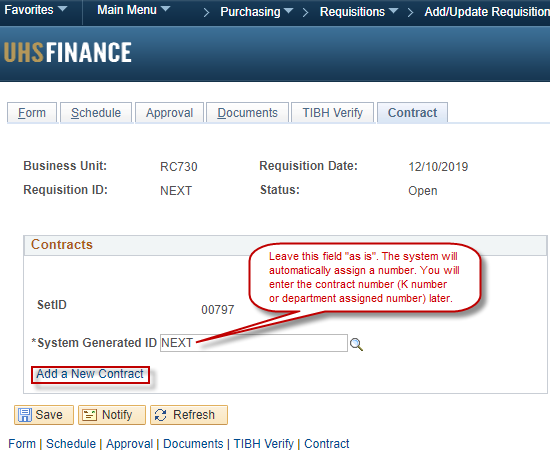 Favorites Main Menu > Purchasing > Requisitions > Add/Update Requisition
UHSFINANCE
Form Schedule Approval Documents TIBH Verify Contract
Business Unit: RC730 Requisition Date: 12/10/2019
Requisition ID: NEXT Status: Open
Contracts
Leave this field "as is". The system will
automatically assign a number. You will
enter the contract number (K number
or department assigned number) later.
SetID 00797
*System Generated ID NEXT
Add a New Contract
Save Notify Refresh
Form | Schedule | Approval | Documents | TIBH Verify | Contract